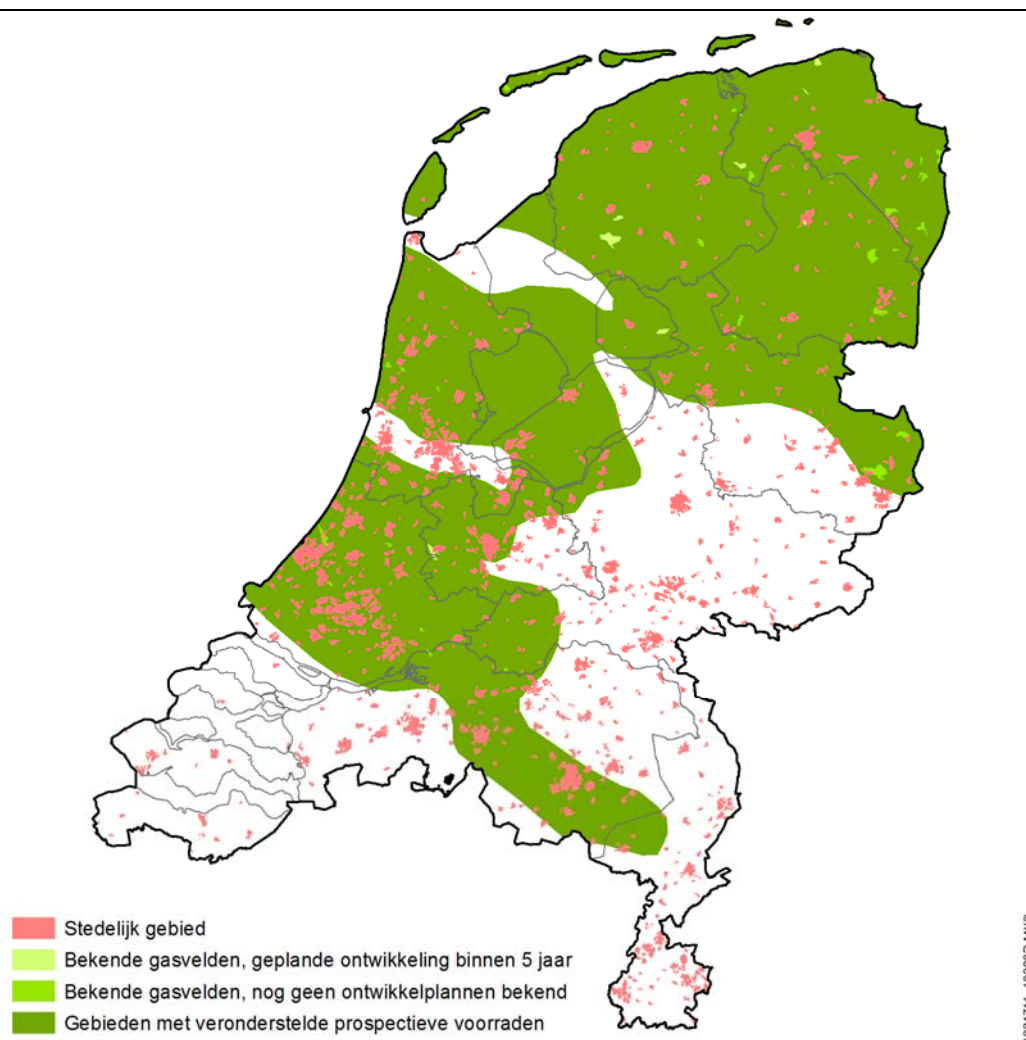 Stedelijk gebied
Bekende gasvelden, geplande ontwikkeling binnen 5 jaar
Bekende gasvelden, nog geen ontwikkelplannen bekend
Gebieden met veronderstelde prospectieve voorraden